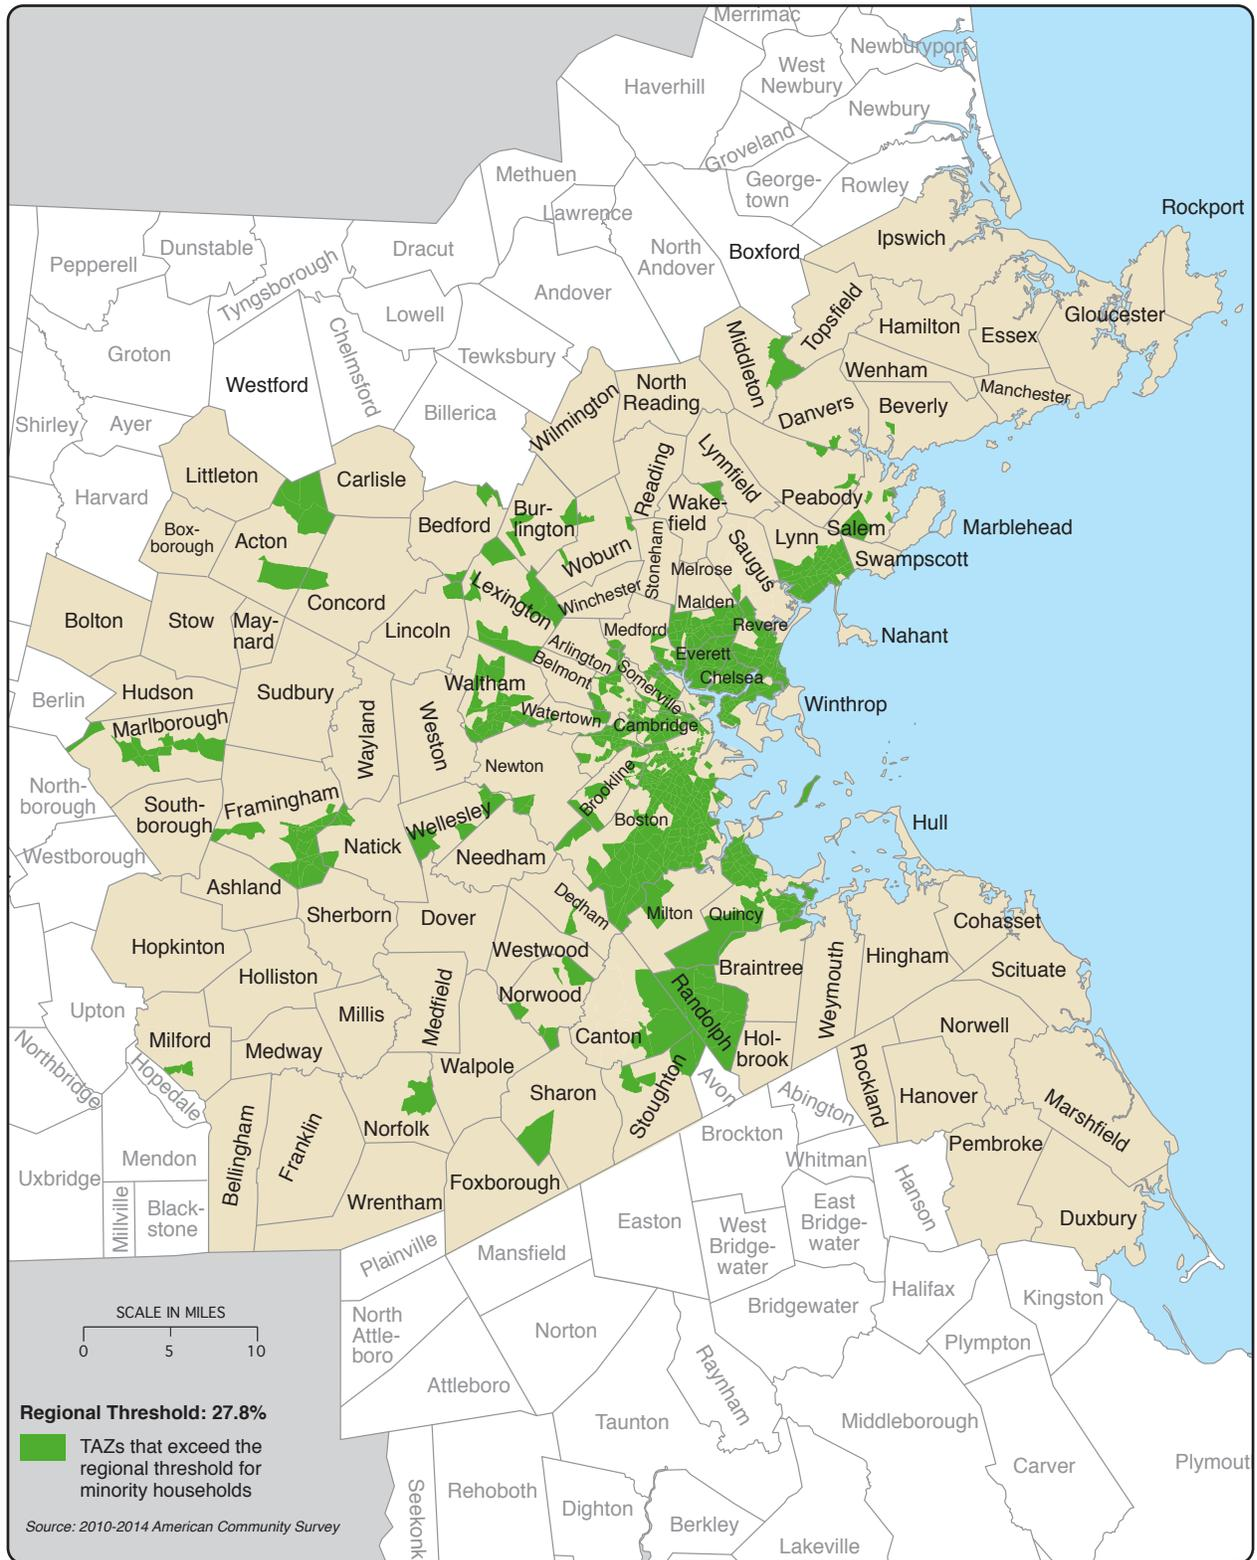 Merrimac
Newburyport
West
Newbury
Haverhill
Newbury
Groveland
Methuen
George-
town
Rowley
Lawrence
Rockport
Ipswich
Dunstable
Dracut
North
Andover
Boxford
Pepperell
Tyngsborough
Andover
Topsfield
Gloucester
Lowell
Hamilton
Essex
Groton
Chelmsford
Tewksbury
Middleton
Wenham
Westford
North
Reading
Manchester
Wilmington
Danvers
Beverly
Shirley
Ayer
Billerica
Lynnfield
Reading
Littleton
Carlisle
Harvard
Wake-
field
Peabody
Bur-
lington
Bedford
Marblehead
Salem
Box-
borough
Acton
Lynn
Woburn
Stoneham
Saugus
Swampscott
Melrose
Lexington
Winchester
Concord
Malden
Bolton
Stow
May-
nard
Lincoln
Medford
Revere
Nahant
Arlington
Everett
Belmont
Somerville
Chelsea
Waltham
Berlin
Hudson
Sudbury
Winthrop
Marlborough
Watertown
Cambridge
Wayland
Weston
Newton
North-
borough
Brookline
Framingham
South-
borough
Wellesley
Boston
Hull
Natick
Westborough
Needham
Ashland
Dedham
Sherborn
Dover
Milton
Quincy
Cohasset
Hopkinton
Westwood
Hingham
Braintree
Scituate
Holliston
Norwood
Weymouth
Randolph
Upton
Millis
Medfield
Norwell
Milford
Canton
Hol-
brook
Medway
Northbridge
Hopedale
Walpole
Rockland
Sharon
Avon
Hanover
Stoughton
Abington
Marshfield
Norfolk
Brockton
Franklin
Bellingham
Pembroke
Mendon
Whitman
Uxbridge
Foxborough
Hanson
Wrentham
Millville
Black-
stone
Easton
East
Bridge-
water
Duxbury
West
Bridge-
water
Plainville
Mansfield
Halifax
Kingston
Bridgewater
SCALE IN MILES
North
Attle-
boro
Norton
Plympton
0 5 10
Attleboro
Raynham
Regional Threshold: 27.8%
Taunton
Middleborough
TAZs that exceed the
regional threshold for
minority households
Carver
Plymout
Rehoboth
Seekonk
Dighton
Berkley
Source: 2010-2014 American Community Survey
Lakeville